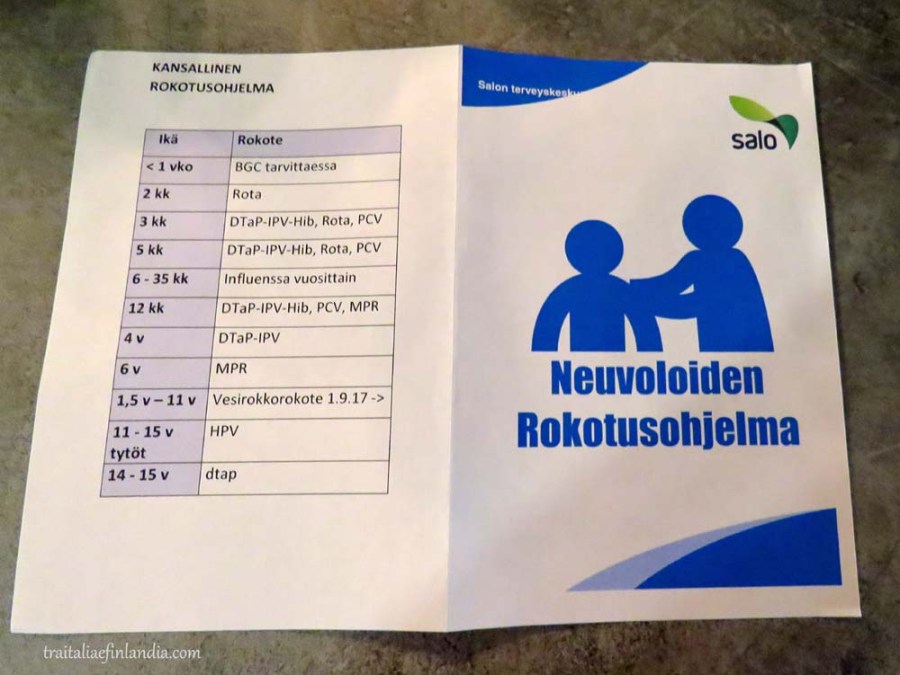 KANSALLINEN
ROKOTUSOHJELMA
Ikä Rokote
< 1 vko BGC tarvittaessa
2 kk Rota
3 kk DTaP-IPV-Hib, Rota, PCV
5 kk DTaP-IPV-Hib, Rota, PCV
6 - 35 kk Influenssa vuosittain
12 kk DTaP-IPV-Hib, PCV, MPR
4 v DTaP-IPV
6 v MPR
1,5 v – 11 v Vesirokkorokote 1.9.17 ->
11 - 15 v HPV
tytöt
14 - 15 v dtap
Salon terveyskesku
salo
Neuvoloiden
Rokotusohjelma
traitaliaefinlandia.com